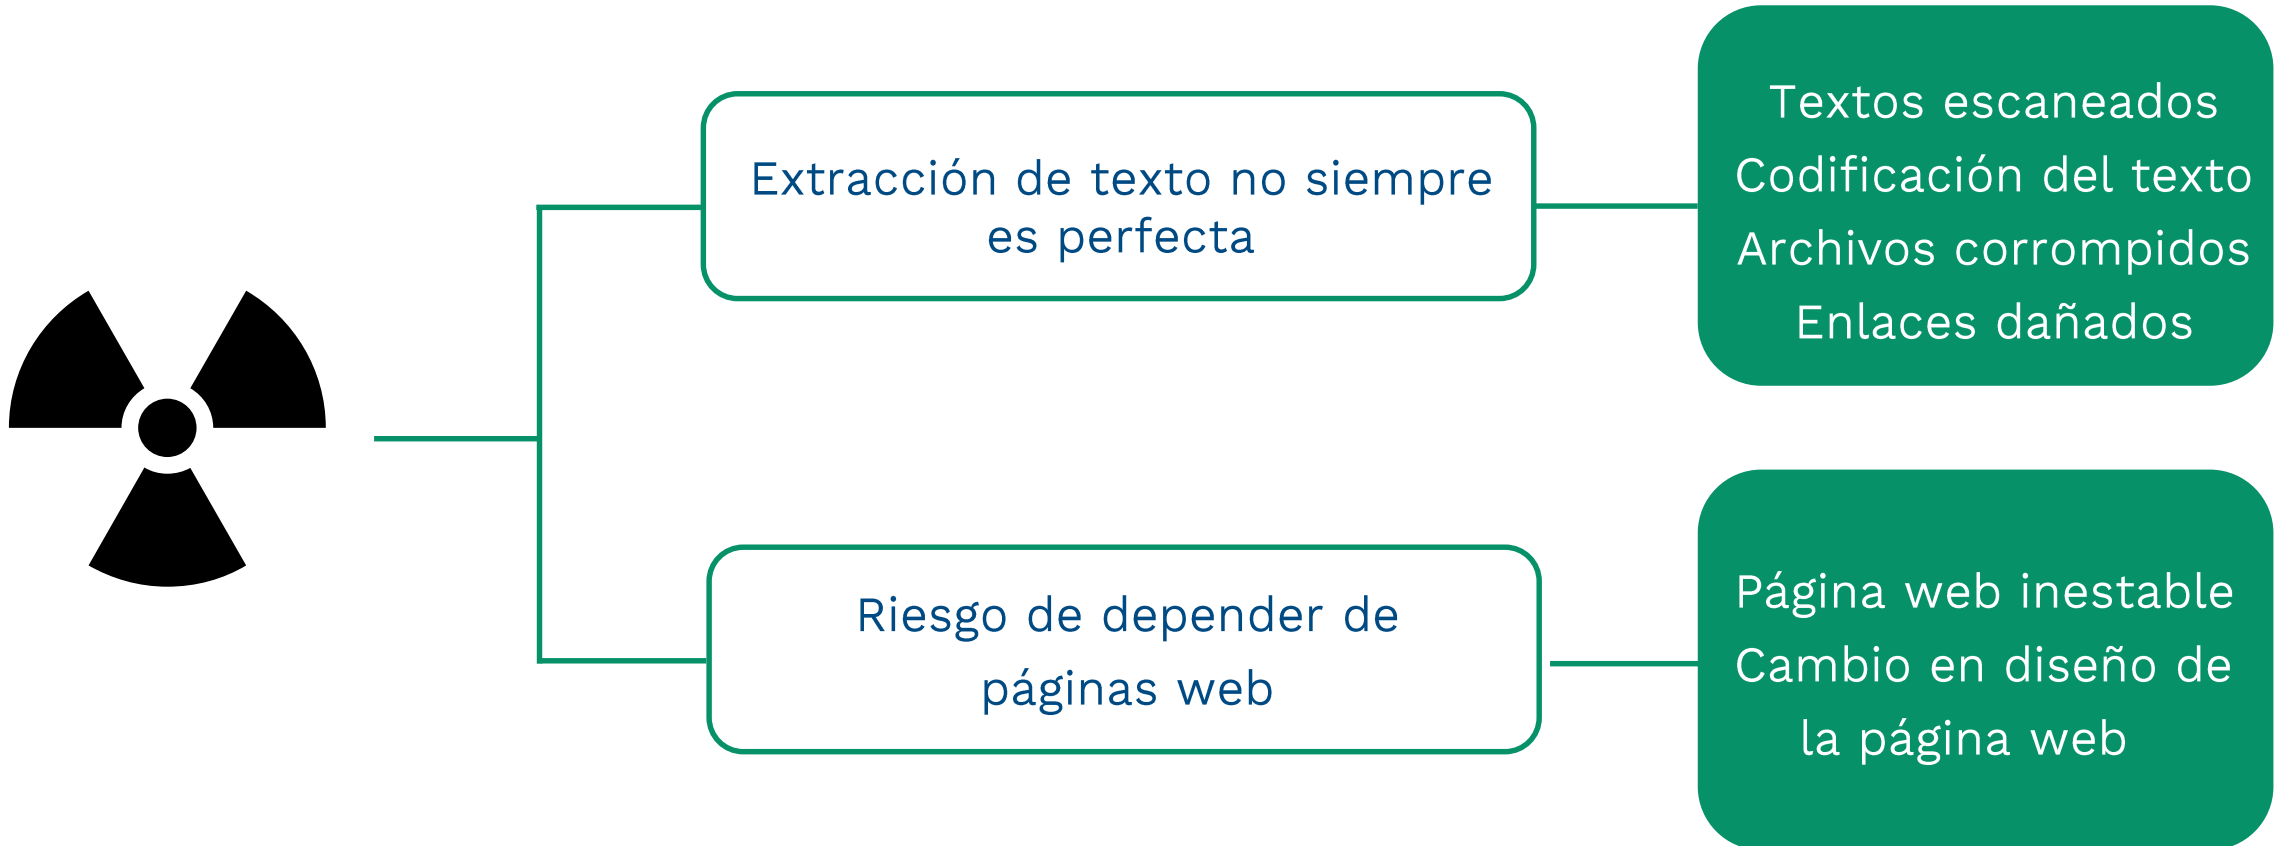 Extracción de texto no siempre
es perfecta
Textos escaneados
Codificación del texto
Archivos corrompidos
Enlaces dañados
Riesgo de depender de
páginas web
Página web inestable
Cambio en diseño de
la página web